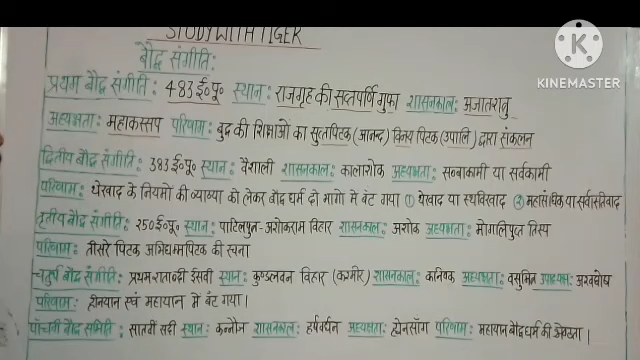 STUDY WITH TIGER
बौद्ध संगीति:
KINEMASTER
प्रथम बौद्ध संगीति: 483 ई०पू० स्थान: राजगृह की सप्तपर्णि गुफा शासनकाल: अजातशत्रु
अध्यक्षता: महाकस्सप परिणाम: बुद्ध की शिक्षाओं का सुत्तपिटक (आनन्द) विनय पिटक (उपालि) द्वारा संकलन
द्वितीय बौद्ध संगीति: 383 ई०पू० स्थान: वैशाली शासनकाल: कालाशोक अध्यक्षता: सब्बाकामी या सर्वकामी
परिणाम: थेरवाद के नियमों की व्याख्या को लेकर बौद्ध धर्म दो भागो मे बँट गया ① थेरवाद या स्थविरवाद ② महासांघिक या सर्वास्तिवाद
तृतीय बौद्ध संगीति: 250 ई०पू० स्थान: पाटिलपुत्र-अशोकराम विहार शासनकाल: अशोक अध्यक्षता: मोग्गलिपुत्त तिस्य
परिणाम: तीसरे पिटक अभिधम्मपिटक की रचना
चतुर्थ बौद्ध संगीति: प्रथम शताब्दी ईसवी स्थान: कुण्डलवन विहार (कश्मीर) शासनकाल: कनिष्क अध्यक्षता: वसुमित्र उपाध्यक्ष: अश्वघोष
परिणाम: हीनयान एवं महायान में बँट गया।
पाँचवी बौद्ध समिति: सातवीं सदी स्थान: कन्नौज शासनकाल: हर्षवर्धन अध्यक्षता: ह्वेनसाँग परिणाम: महायान बौद्धधर्म की श्रेष्ठता।